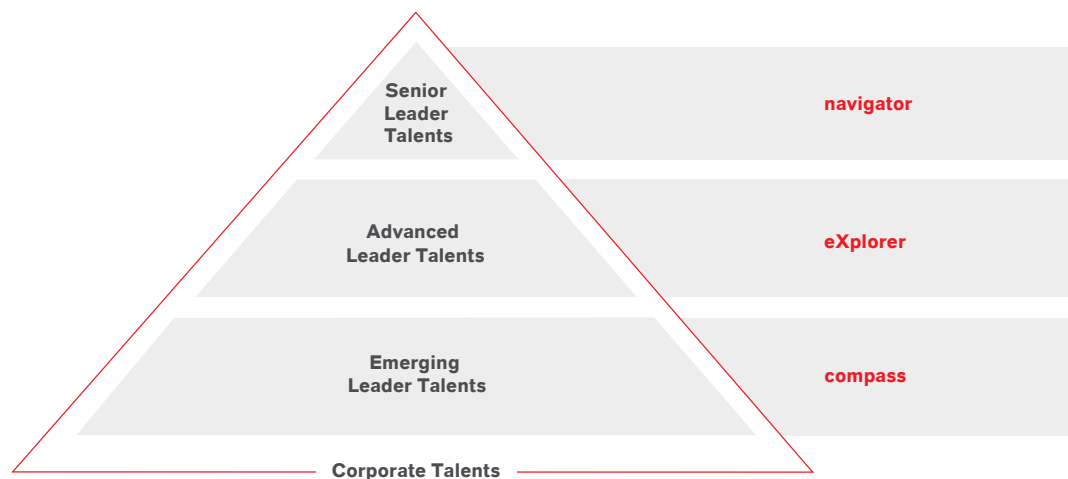 Senior
Leader
Talents
navigator
Advanced
Leader Talents
eXplorer
Emerging
Leader Talents
compass
Corporate Talents